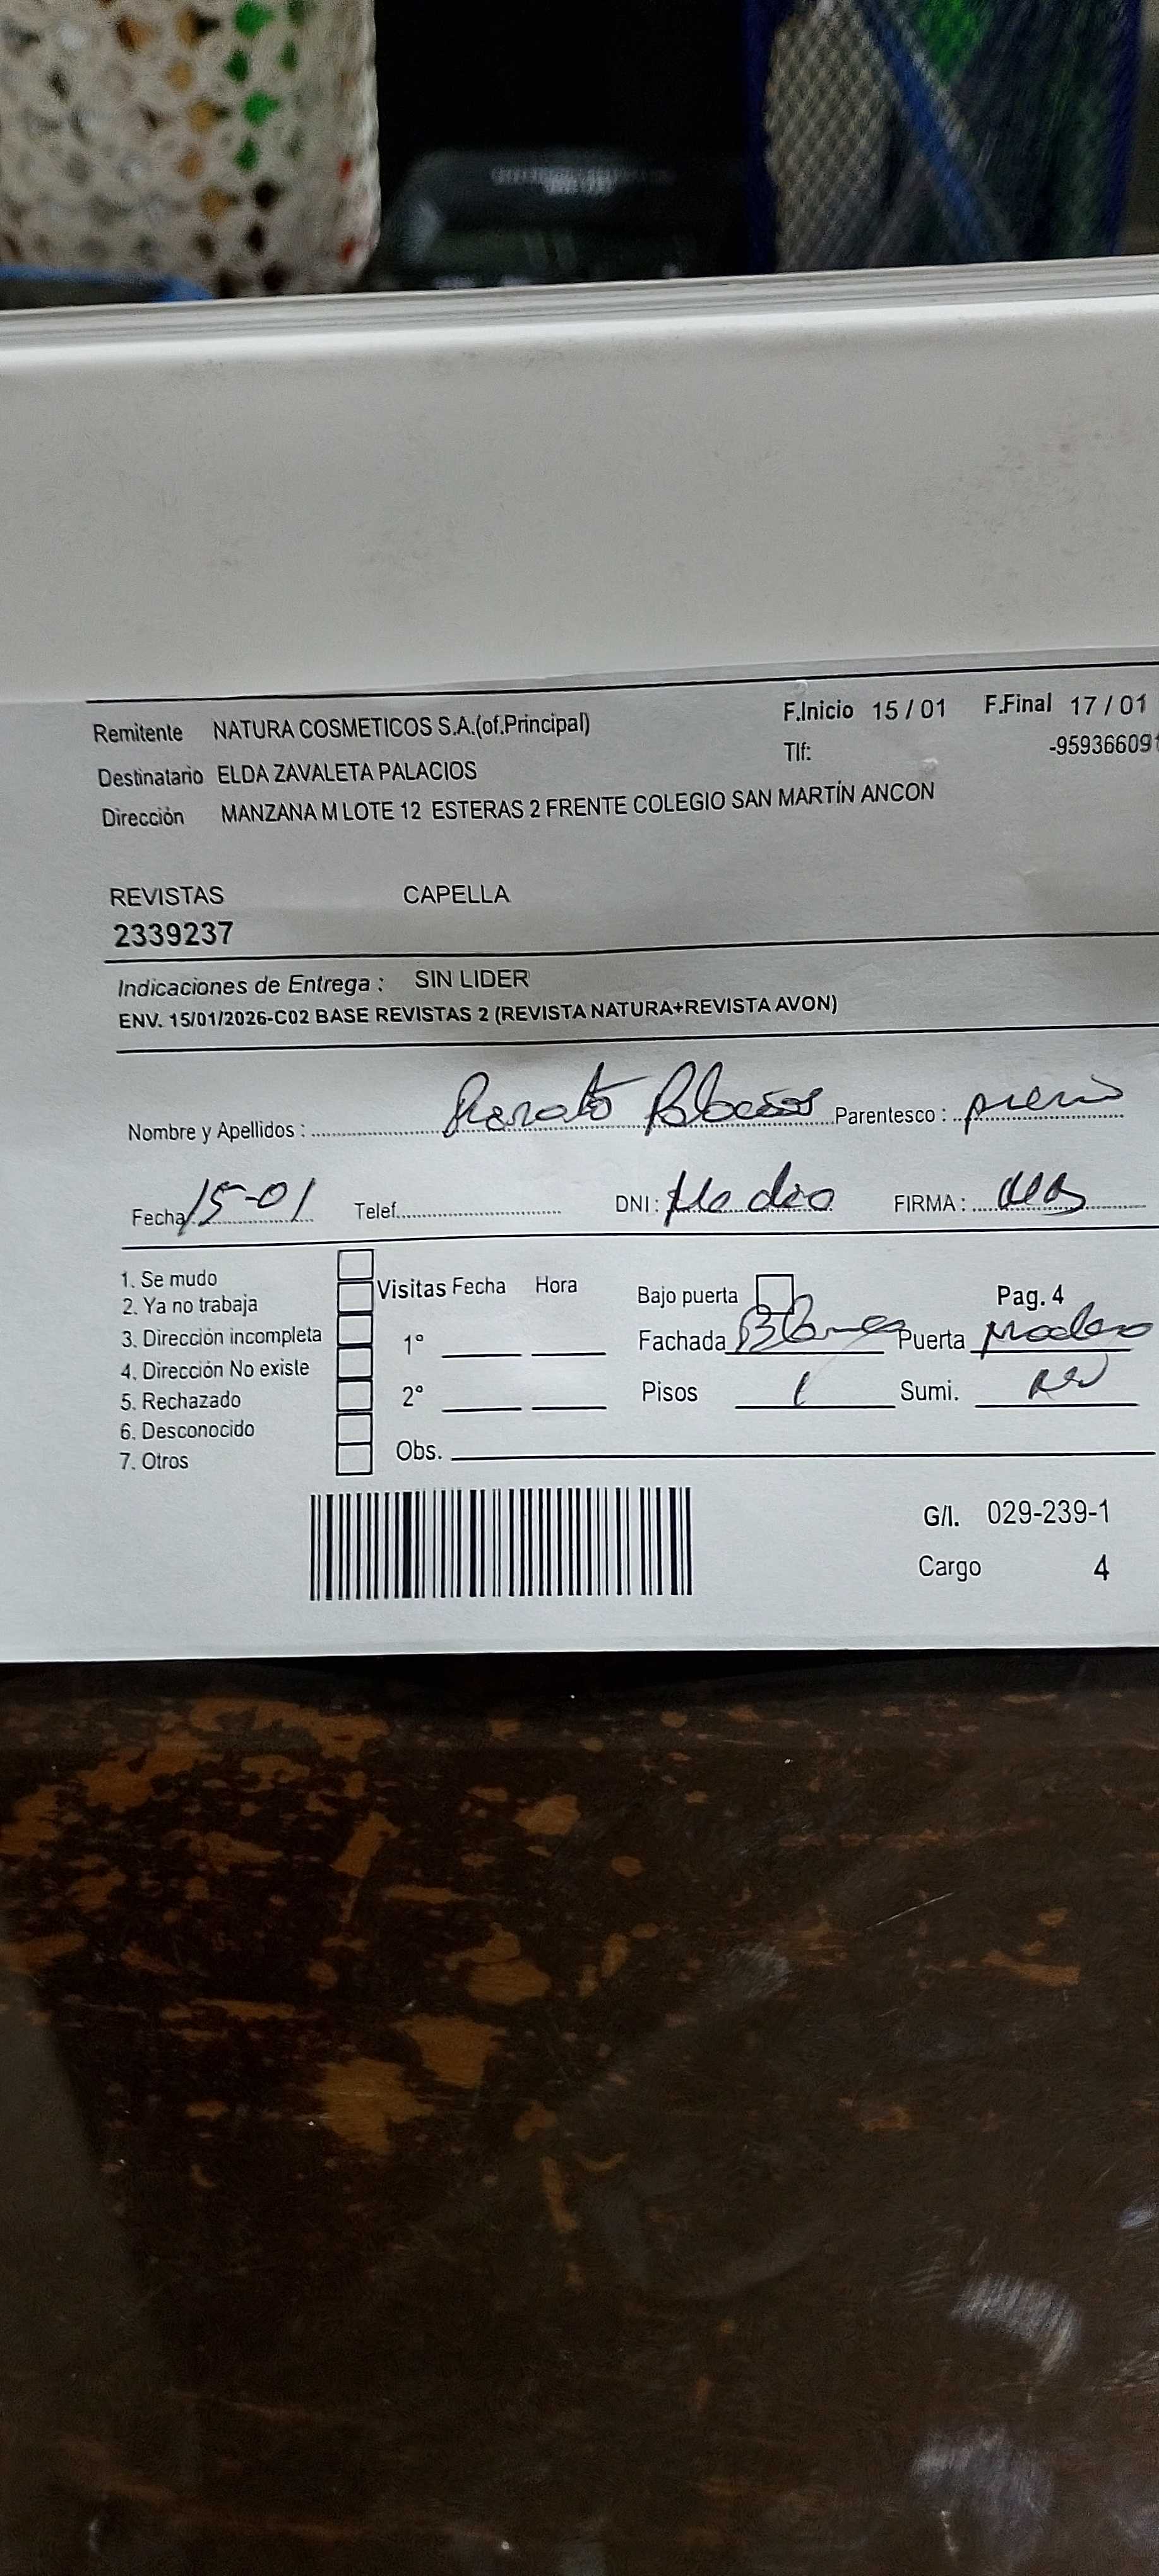 Remitente NATURA COSMETICOS S.A.(of.Principal) F.Inicio 15 / 01 F.Final 17 / 01
Destinatario ELDA ZAVALETA PALACIOS Tlf: -959366091
Dirección MANZANA M LOTE 12 ESTERAS 2 FRENTE COLEGIO SAN MARTÍN ANCON
REVISTAS CAPELLA
2339237
Indicaciones de Entrega : SIN LIDER
ENV. 15/01/2026-C02 BASE REVISTAS 2 (REVISTA NATURA+REVISTA AVON)
Nombre y Apellidos : Renato Parentesco :
Fecha 15-01 Telef. DNI : FIRMA :
1. Se mudo
2. Ya no trabaja
3. Dirección incompleta
4. Dirección No existe
5. Rechazado
6. Desconocido
7. Otros
Visitas Fecha Hora
1°
2°
Obs.
Bajo puerta Pag. 4
Fachada Puerta
Pisos 1 Sumi.
G/I. 029-239-1
Cargo 4